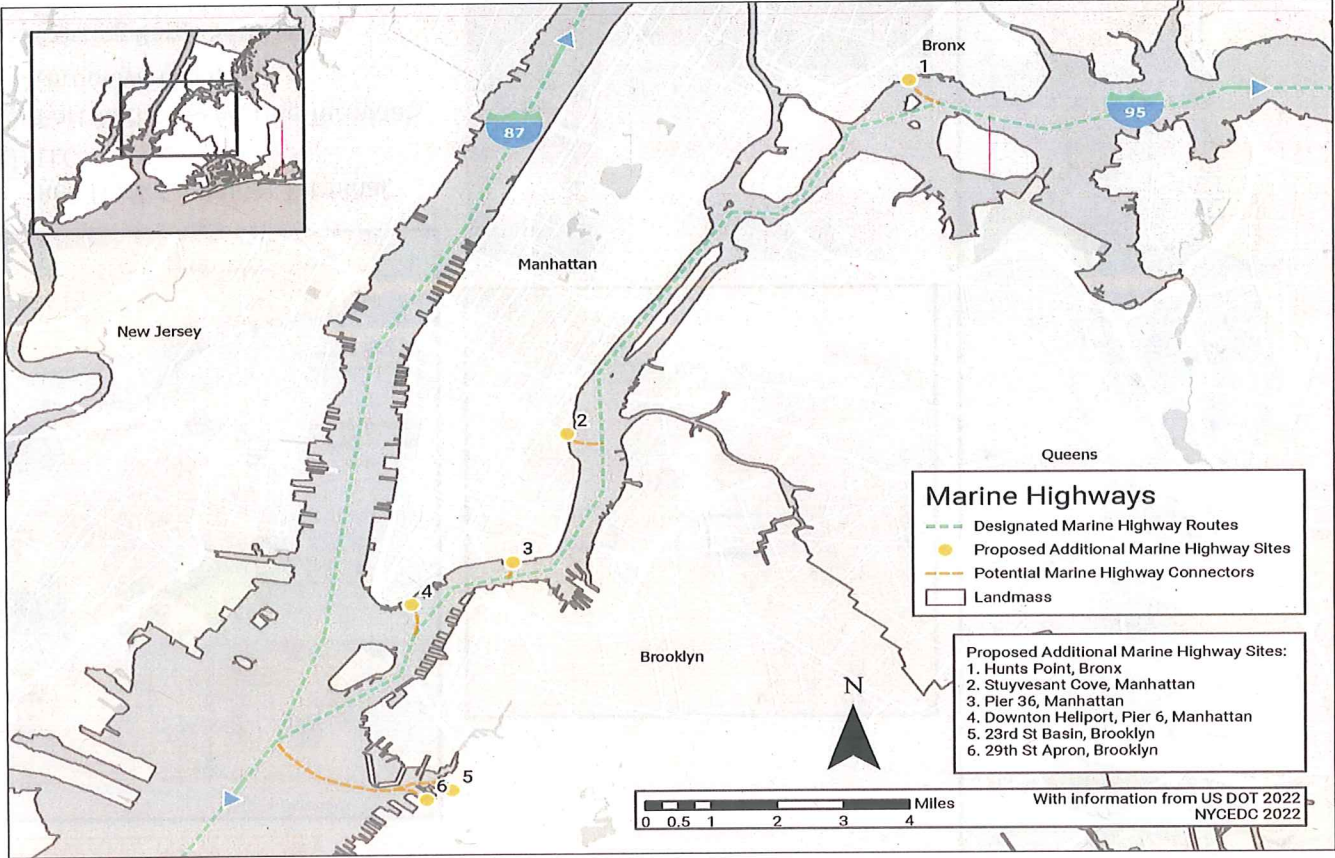 Bronx
1
87
95
Manhattan
New Jersey
2
Queens
Marine Highways
Designated Marine Highway Routes
Proposed Additional Marine Highway Sites
Potential Marine Highway Connectors
Landmass
3
4
Brooklyn
Proposed Additional Marine Highway Sites:
1. Hunts Point, Bronx
2. Stuyvesant Cove, Manhattan
3. Pier 36, Manhattan
4. Downton Heliport, Pier 6, Manhattan
5. 23rd St Basin, Brooklyn
6. 29th St Apron, Brooklyn
N
5
6
Miles
0 0.5 1 2 3 4
With information from US DOT 2022
NYCEDC 2022